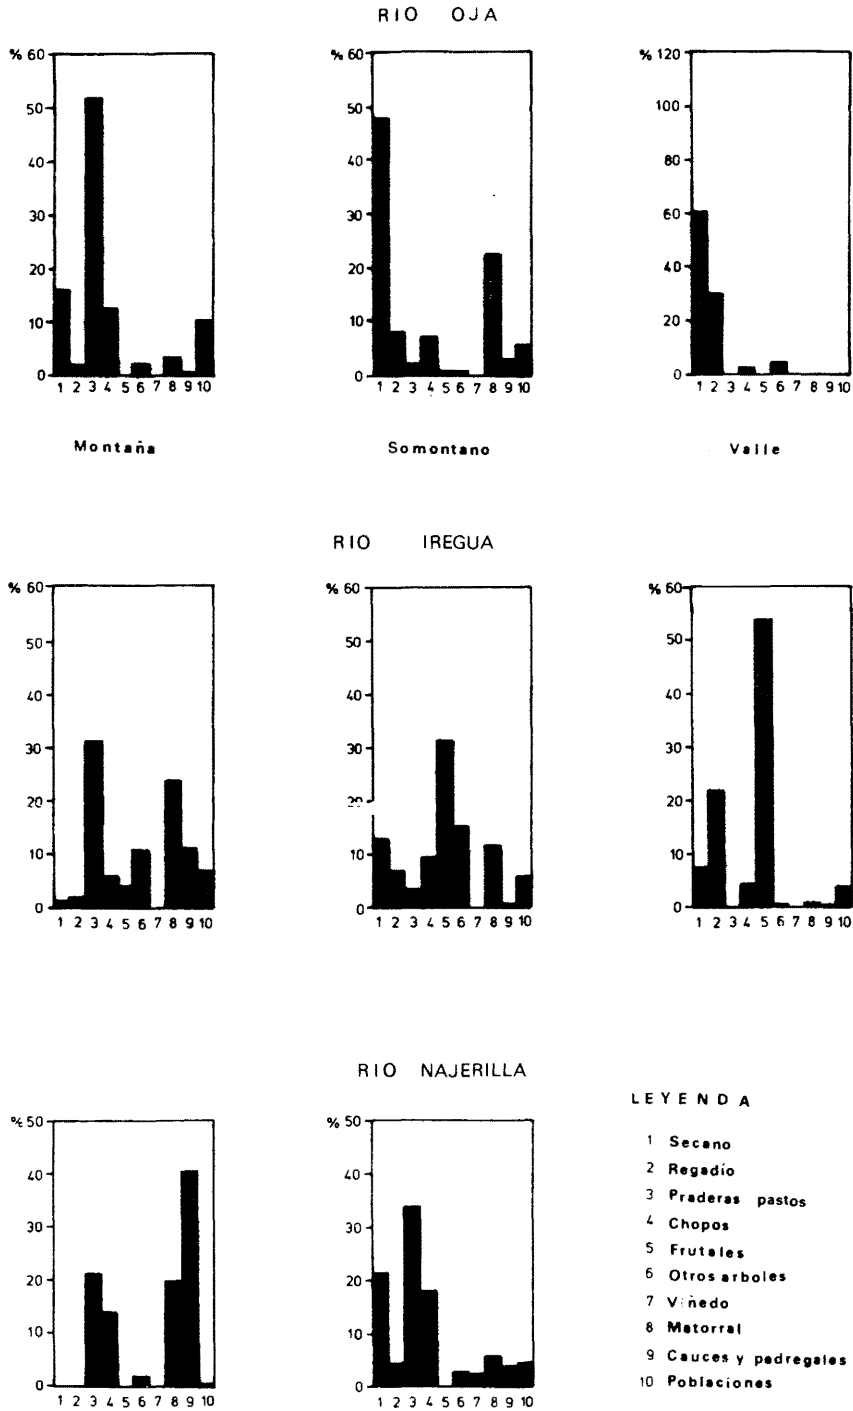 RIO OJA
% 60
50
40
30
20
10
0
1 2 3 4 5 6 7 8 9 10
Montaña
% 60
50
40
30
20
10
0
1 2 3 4 5 6 7 8 9 10
Somontano
% 120
100
80
60
40
20
0
1 2 3 4 5 6 7 8 9 10
Valle
RIO IREGUA
% 60
50
40
30
20
10
0
1 2 3 4 5 6 7 8 9 10
% 60
50
40
30
20
10
0
1 2 3 4 5 6 7 8 9 10
% 60
50
40
30
20
10
0
1 2 3 4 5 6 7 8 9 10
RIO NAJERILLA
% 50
40
30
20
10
0
1 2 3 4 5 6 7 8 9 10
% 50
40
30
20
10
0
1 2 3 4 5 6 7 8 9 10
LEYENDA
1 Secano
2 Regadío
3 Praderas pastos
4 Chopos
5 Frutales
6 Otros arboles
7 Viñedo
8 Matorral
9 Cauces y pedregales
10 Poblaciones